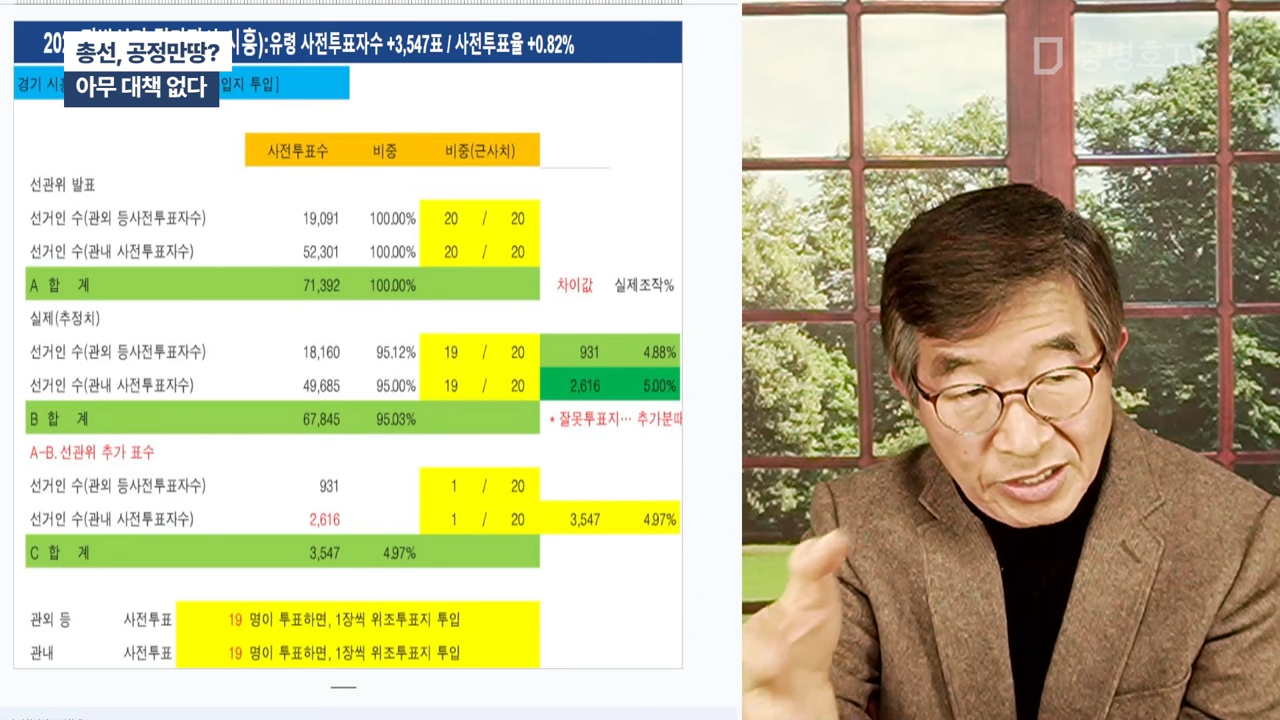 총선, 공정만땅?
아무 대책 없다
시흥):유령 사전투표자수 +3,547표 / 사전투표율 +0.82%
경기 시흥
입지 투입]
공병호TV
사전투표수 비중 비중(근사치)
선관위 발표
선거인 수(관외 등사전투표자수) 19,091 100.00% 20 / 20
선거인 수(관내 사전투표자수) 52,301 100.00% 20 / 20
A 합 계 71,392 100.00% 차이값 실제조작%
실제(추정치)
선거인 수(관외 등사전투표자수) 18,160 95.12% 19 / 20 931 4.88%
선거인 수(관내 사전투표자수) 49,685 95.00% 19 / 20 2,616 5.00%
B 합 계 67,845 95.03% * 잘못투표지… 추가분때
A-B. 선관위 추가 표수
선거인 수(관외 등사전투표자수) 931 1 / 20
선거인 수(관내 사전투표자수) 2,616 1 / 20 3,547 4.97%
C 합 계 3,547 4.97%
관외 등 사전투표 19 명이 투표하면, 1장씩 위조투표지 투입
관내 사전투표 19 명이 투표하면, 1장씩 위조투표지 투입